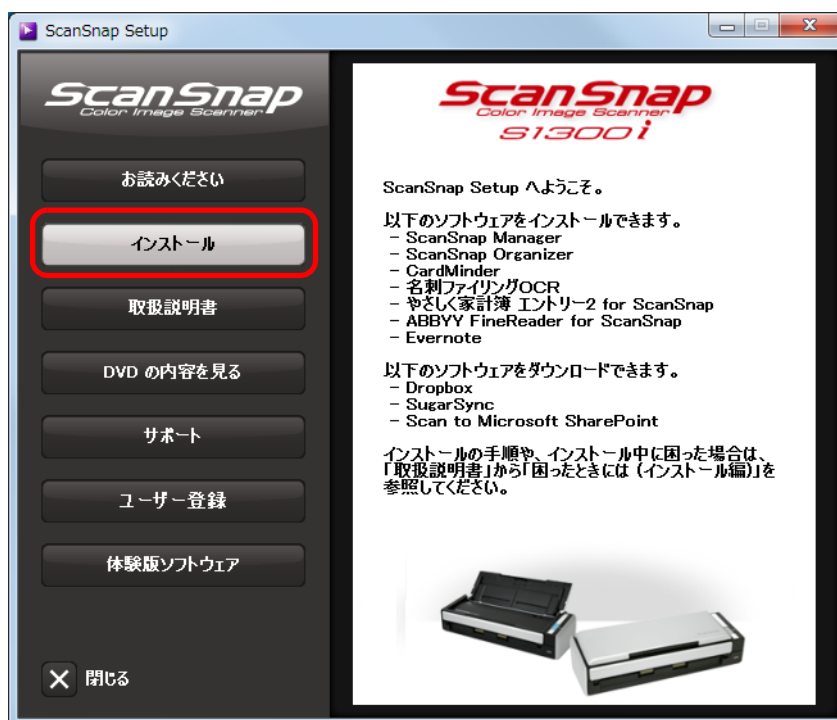 ScanSnap Setup
ScanSnap
Color Image Scanner
お読みください
インストール
取扱説明書
DVD の内容を見る
サポート
ユーザー登録
体験版ソフトウェア
閉じる
ScanSnap
Color Image Scanner
S1300i
ScanSnap Setup へようこそ。
以下のソフトウェアをインストールできます。
- ScanSnap Manager
- ScanSnap Organizer
- CardMinder
- 名刺ファイリングOCR
- やさしく家計簿 エントリー2 for ScanSnap
- ABBYY FineReader for ScanSnap
- Evernote
以下のソフトウェアをダウンロードできます。
- Dropbox
- SugarSync
- Scan to Microsoft SharePoint
インストールの手順や、インストール中に困った場合は、
「取扱説明書」から「困ったときには (インストール編)」を
参照してください。